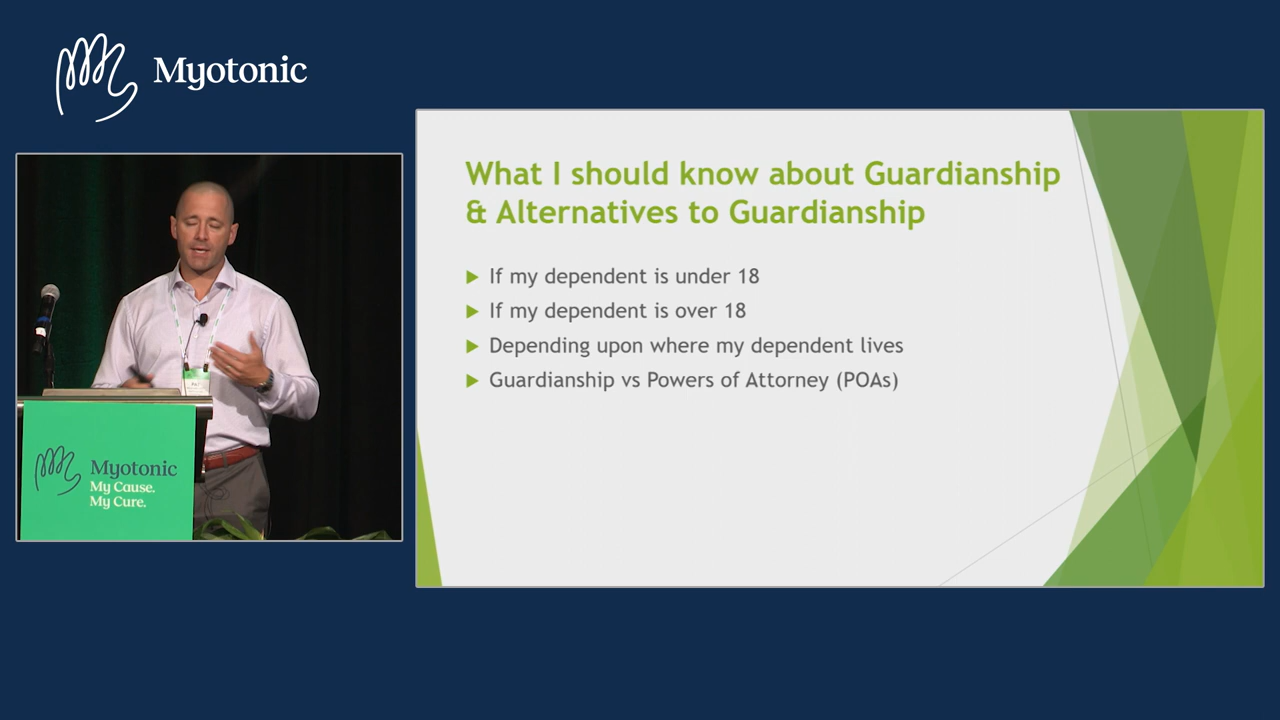 Myotonic
What I should know about Guardianship
& Alternatives to Guardianship
If my dependent is under 18
If my dependent is over 18
Depending upon where my dependent lives
Guardianship vs Powers of Attorney (POAs)
Myotonic
My Cause.
My Cure.